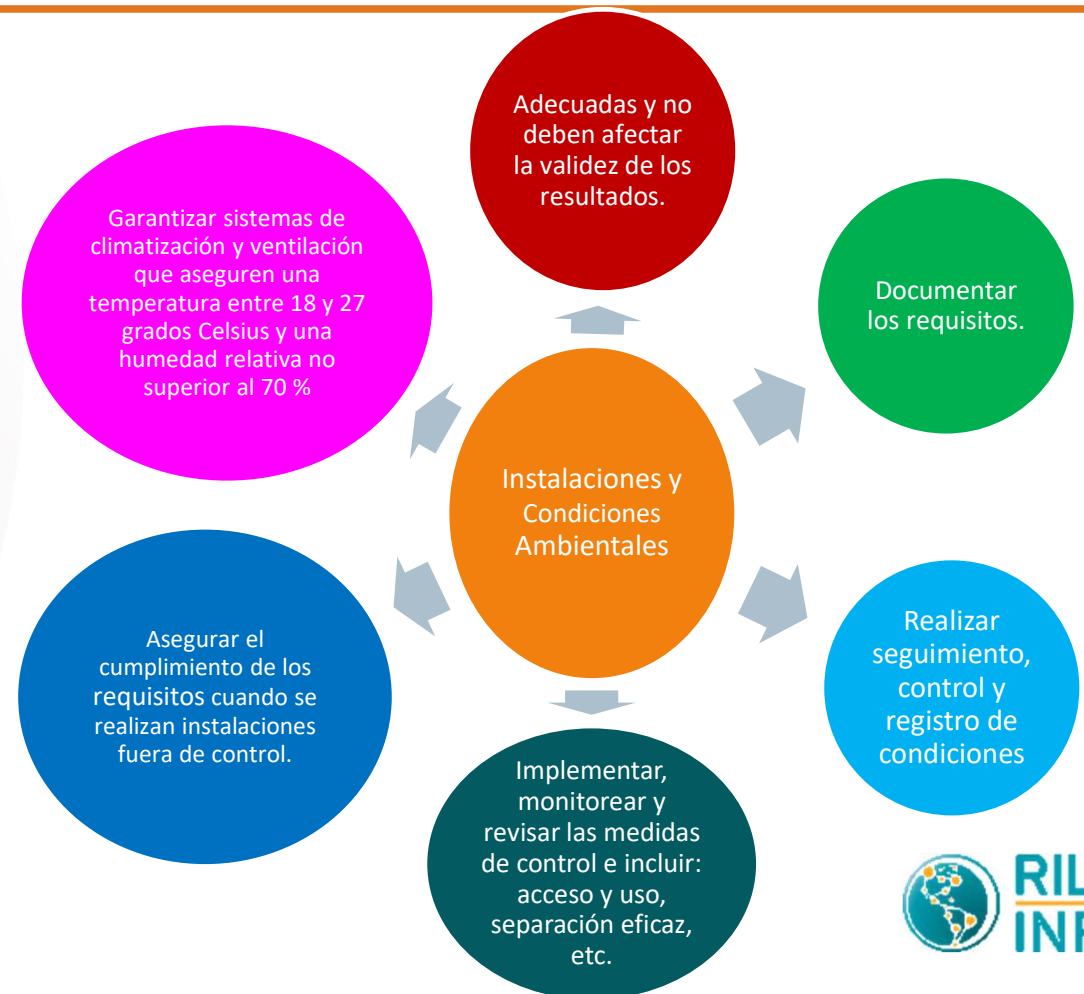 Adecuadas y no
deben afectar
la validez de los
resultados.
Garantizar sistemas de
climatización y ventilación
que aseguren una
temperatura entre 18 y 27
grados Celsius y una
humedad relativa no
superior al 70 %
Documentar
los requisitos.
Instalaciones y
Condiciones
Ambientales
Asegurar el
cumplimiento de los
requisitos cuando se
realizan instalaciones
fuera de control.
Realizar
seguimiento,
control y
registro de
condiciones
Implementar,
monitorear y
revisar las medidas
de control e incluir:
acceso y uso,
separación eficaz,
etc.